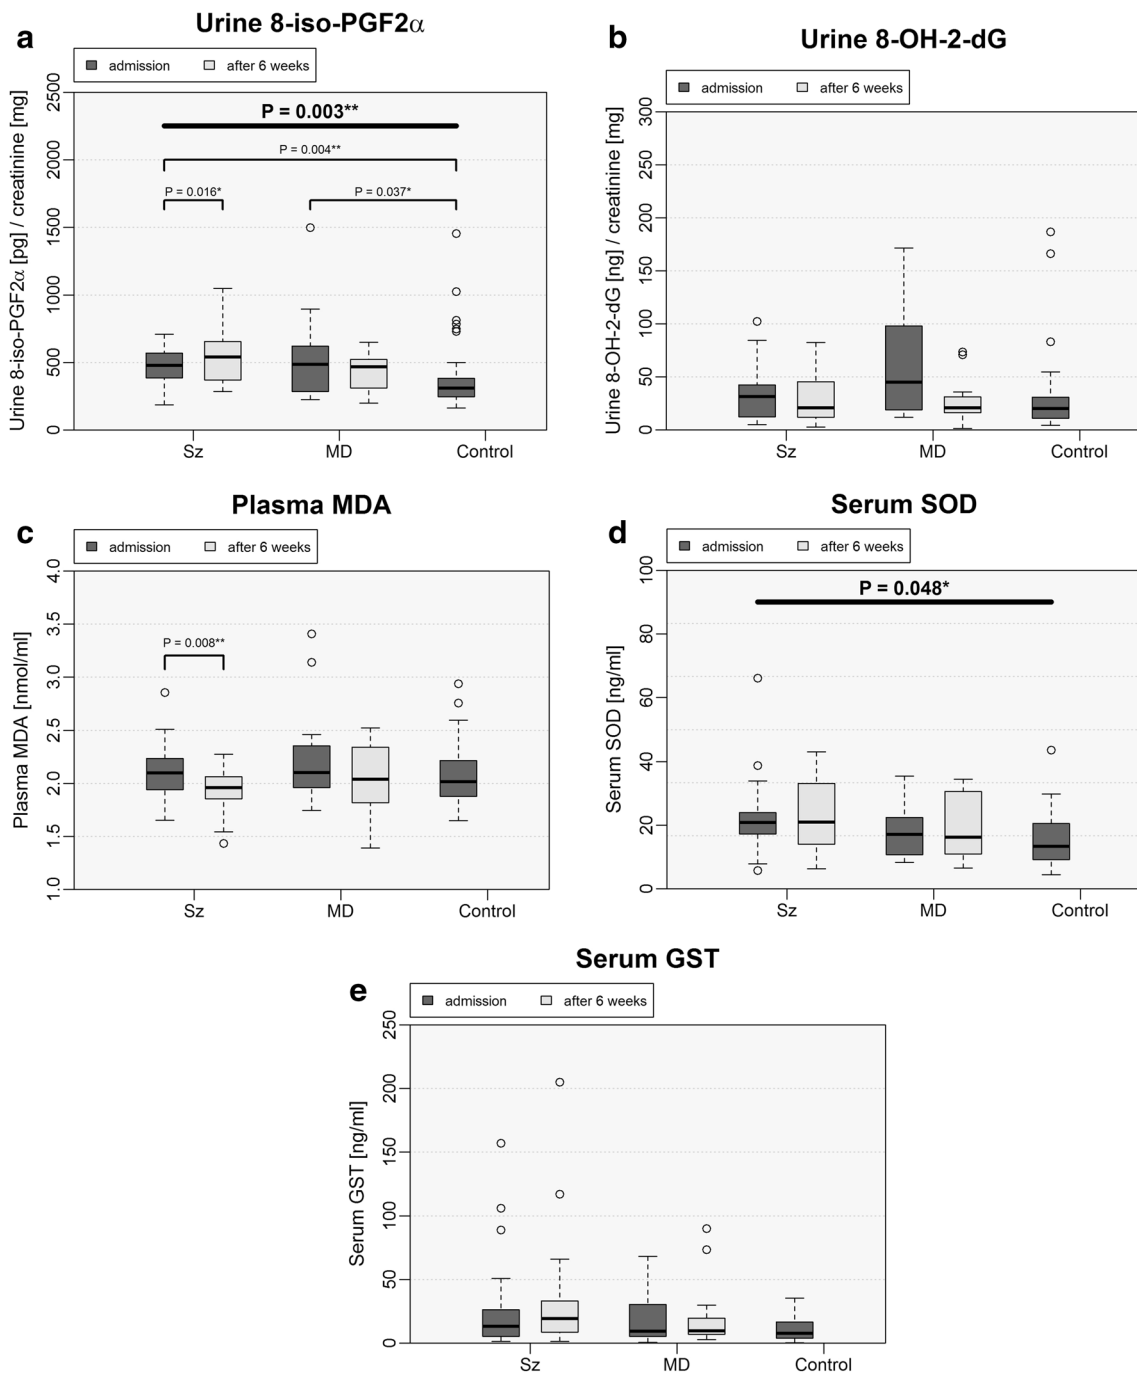 a
Urine 8-iso-PGF2α
admission after 6 weeks
Urine 8-iso-PGF2α [pg] / creatinine [mg]
2500
2000
1500
1000
500
0
P = 0.003**
P = 0.004**
P = 0.016*
P = 0.037*
Sz MD Control
b
Urine 8-OH-2-dG
admission after 6 weeks
Urine 8-OH-2-dG [ng] / creatinine [mg]
300
250
200
150
100
50
0
Sz MD Control
c
Plasma MDA
admission after 6 weeks
Plasma MDA [nmol/ml]
4.0
3.5
3.0
2.5
2.0
1.5
1.0
P = 0.008**
Sz MD Control
d
Serum SOD
admission after 6 weeks
Serum SOD [ng/ml]
100
80
60
40
20
0
P = 0.048*
Sz MD Control
e
Serum GST
admission after 6 weeks
Serum GST [ng/ml]
250
200
150
100
50
0
Sz MD Control